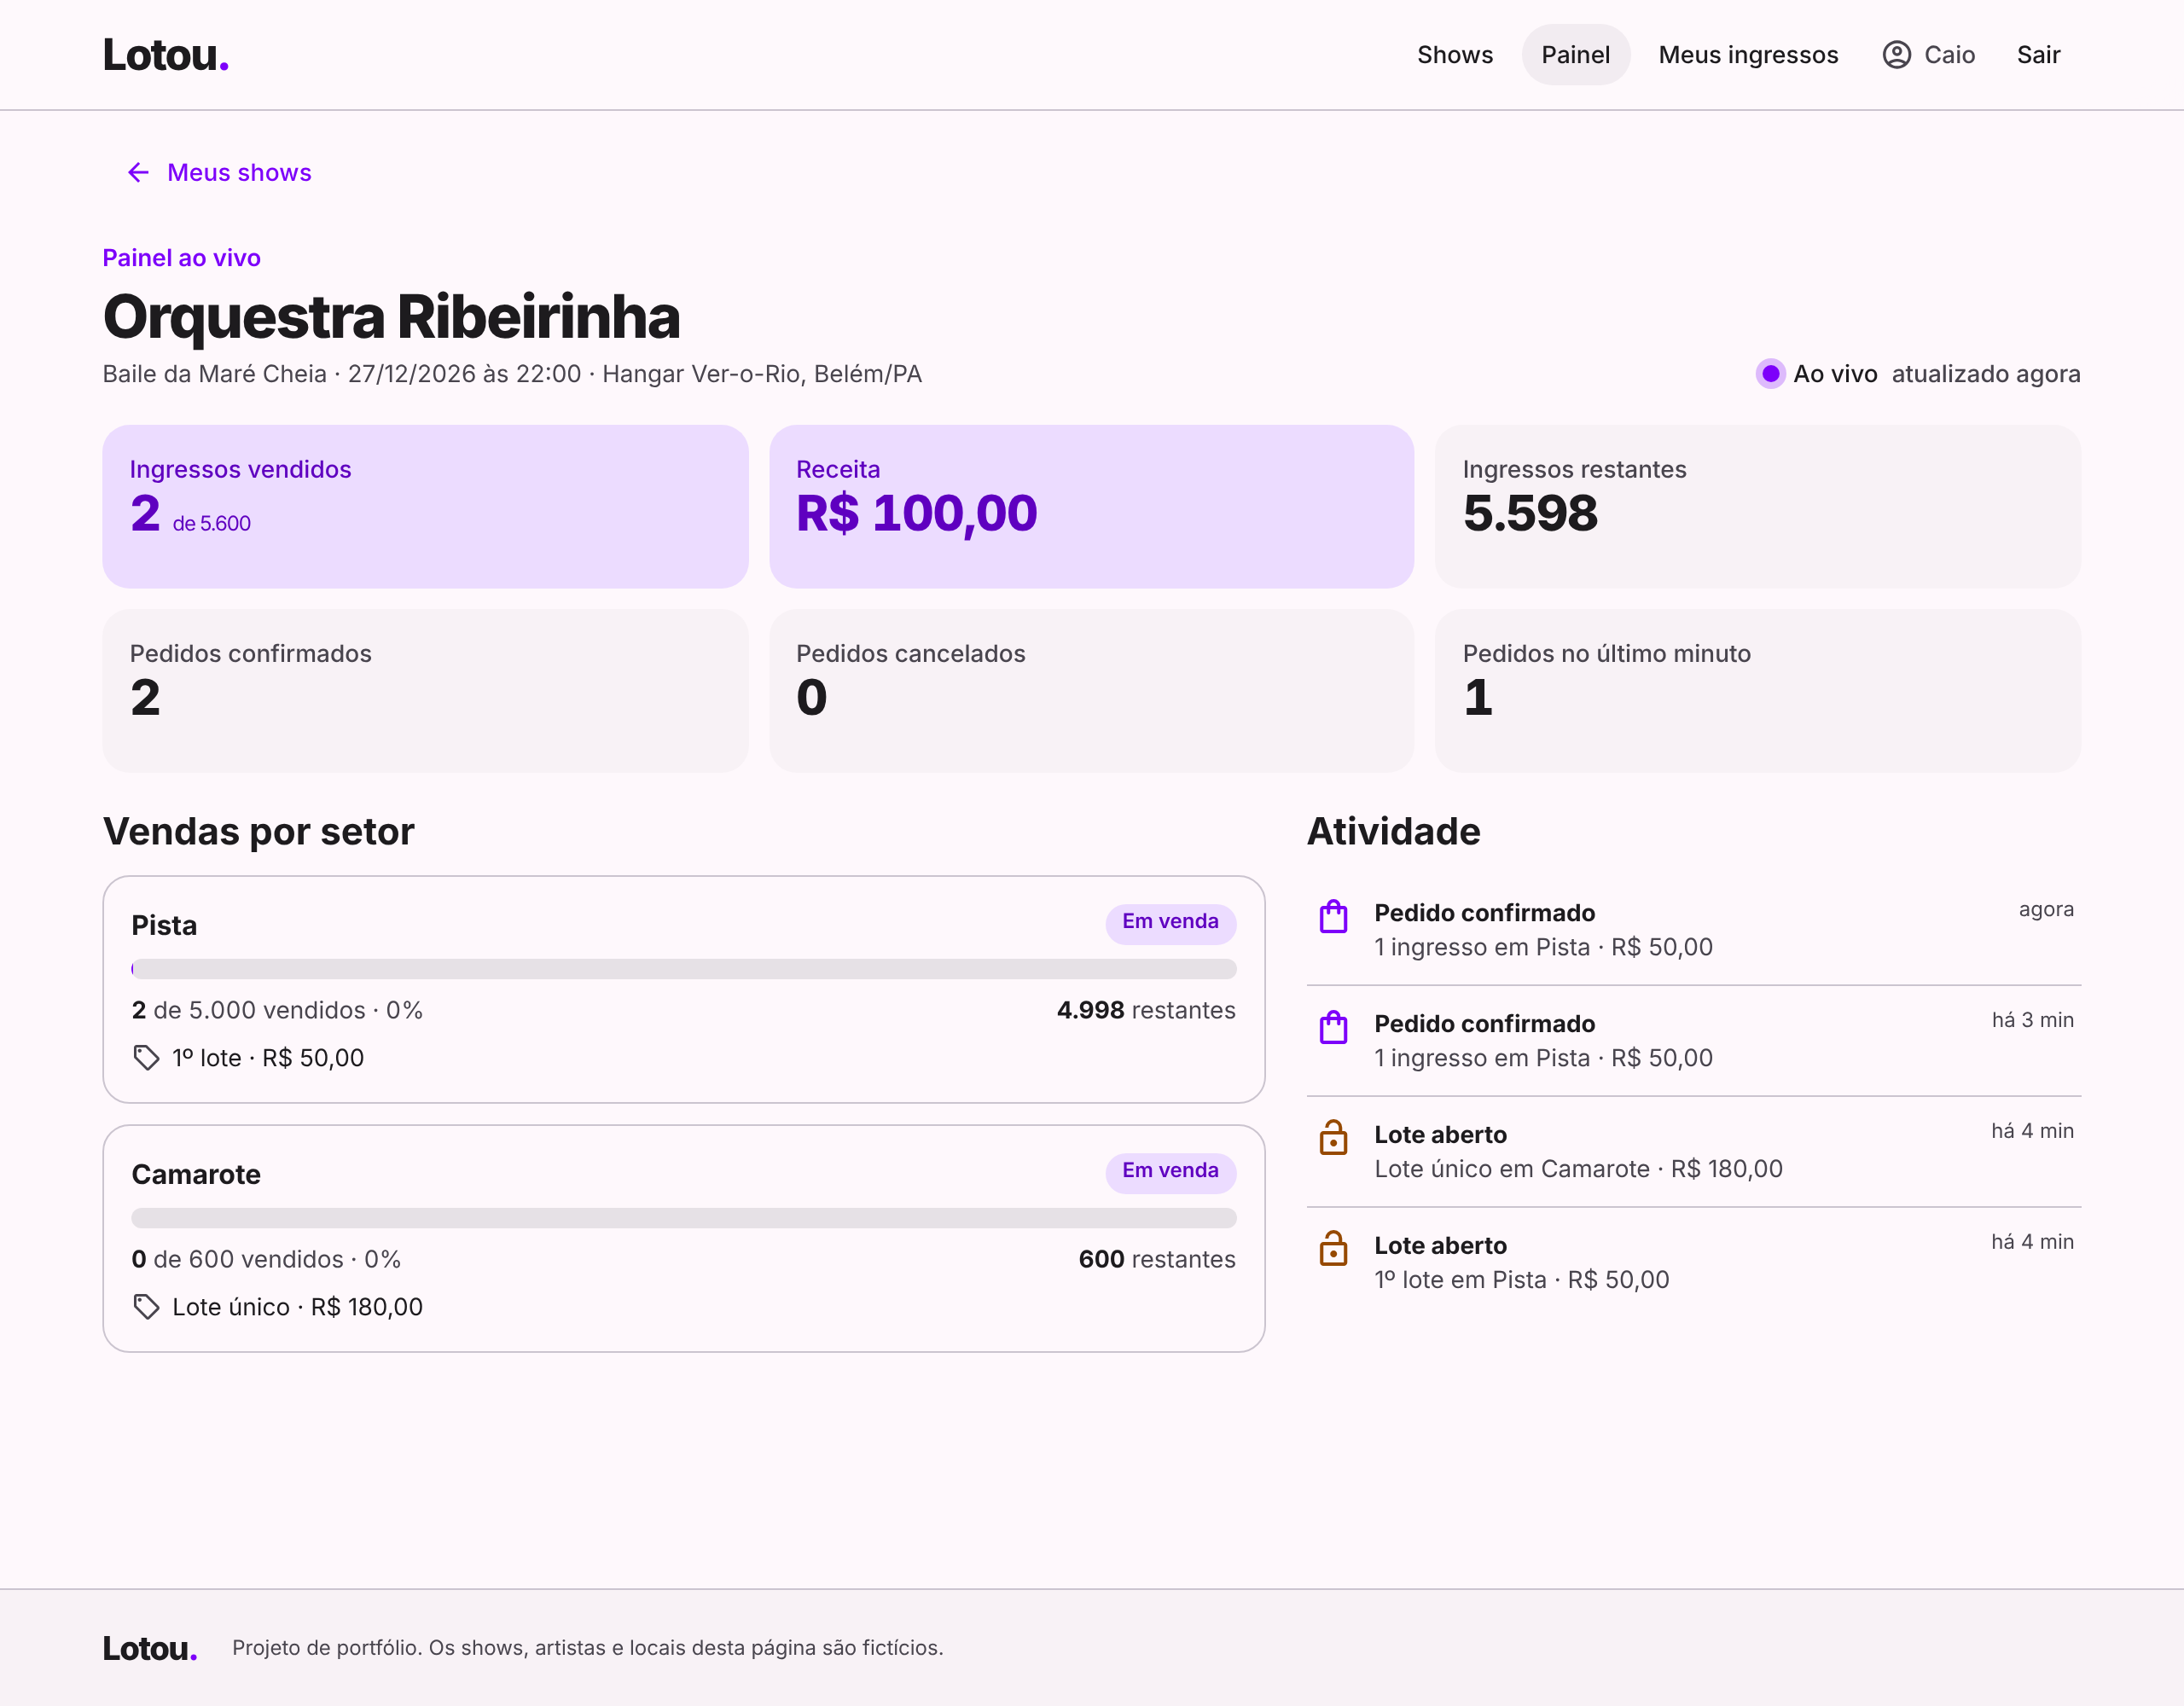 Lotou.
Shows
Painel
Meus ingressos
Caio
Sair
Meus shows
Painel ao vivo
Orquestra Ribeirinha
Baile da Maré Cheia · 27/12/2026 às 22:00 · Hangar Ver-o-Rio, Belém/PA
Ao vivo atualizado agora
Ingressos vendidos
2 de 5.600
Receita
R$ 100,00
Ingressos restantes
5.598
Pedidos confirmados
2
Pedidos cancelados
0
Pedidos no último minuto
1
Vendas por setor
Pista
Em venda
2 de 5.000 vendidos · 0%
4.998 restantes
1º lote · R$ 50,00
Camarote
Em venda
0 de 600 vendidos · 0%
600 restantes
Lote único · R$ 180,00
Atividade
Pedido confirmado
agora
1 ingresso em Pista · R$ 50,00
Pedido confirmado
há 3 min
1 ingresso em Pista · R$ 50,00
Lote aberto
há 4 min
Lote único em Camarote · R$ 180,00
Lote aberto
há 4 min
1º lote em Pista · R$ 50,00
Lotou.
Projeto de portfólio. Os shows, artistas e locais desta página são fictícios.